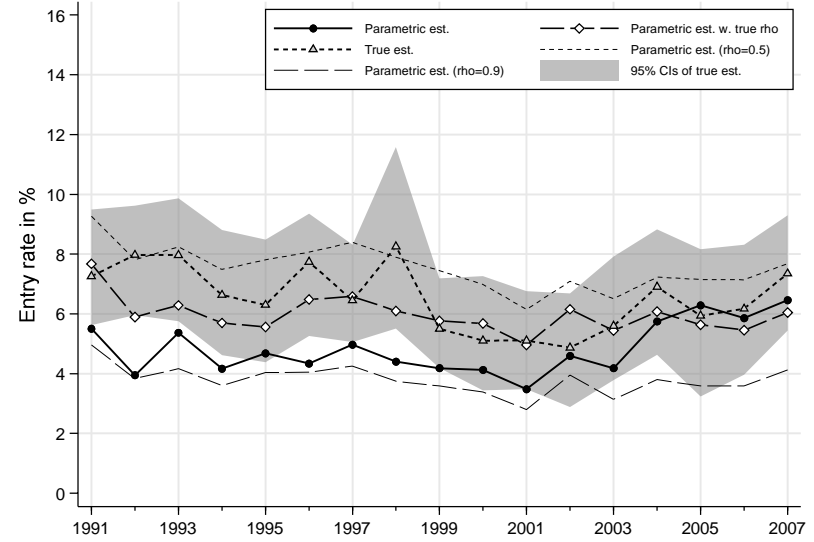 16
14
12
10
8
6
4
2
0
Entry rate in %
Parametric est.
Parametric est. w. true rho
True est.
Parametric est. (rho=0.5)
Parametric est. (rho=0.9)
95% CIs of true est.
1991 1993 1995 1997 1999 2001 2003 2005 2007